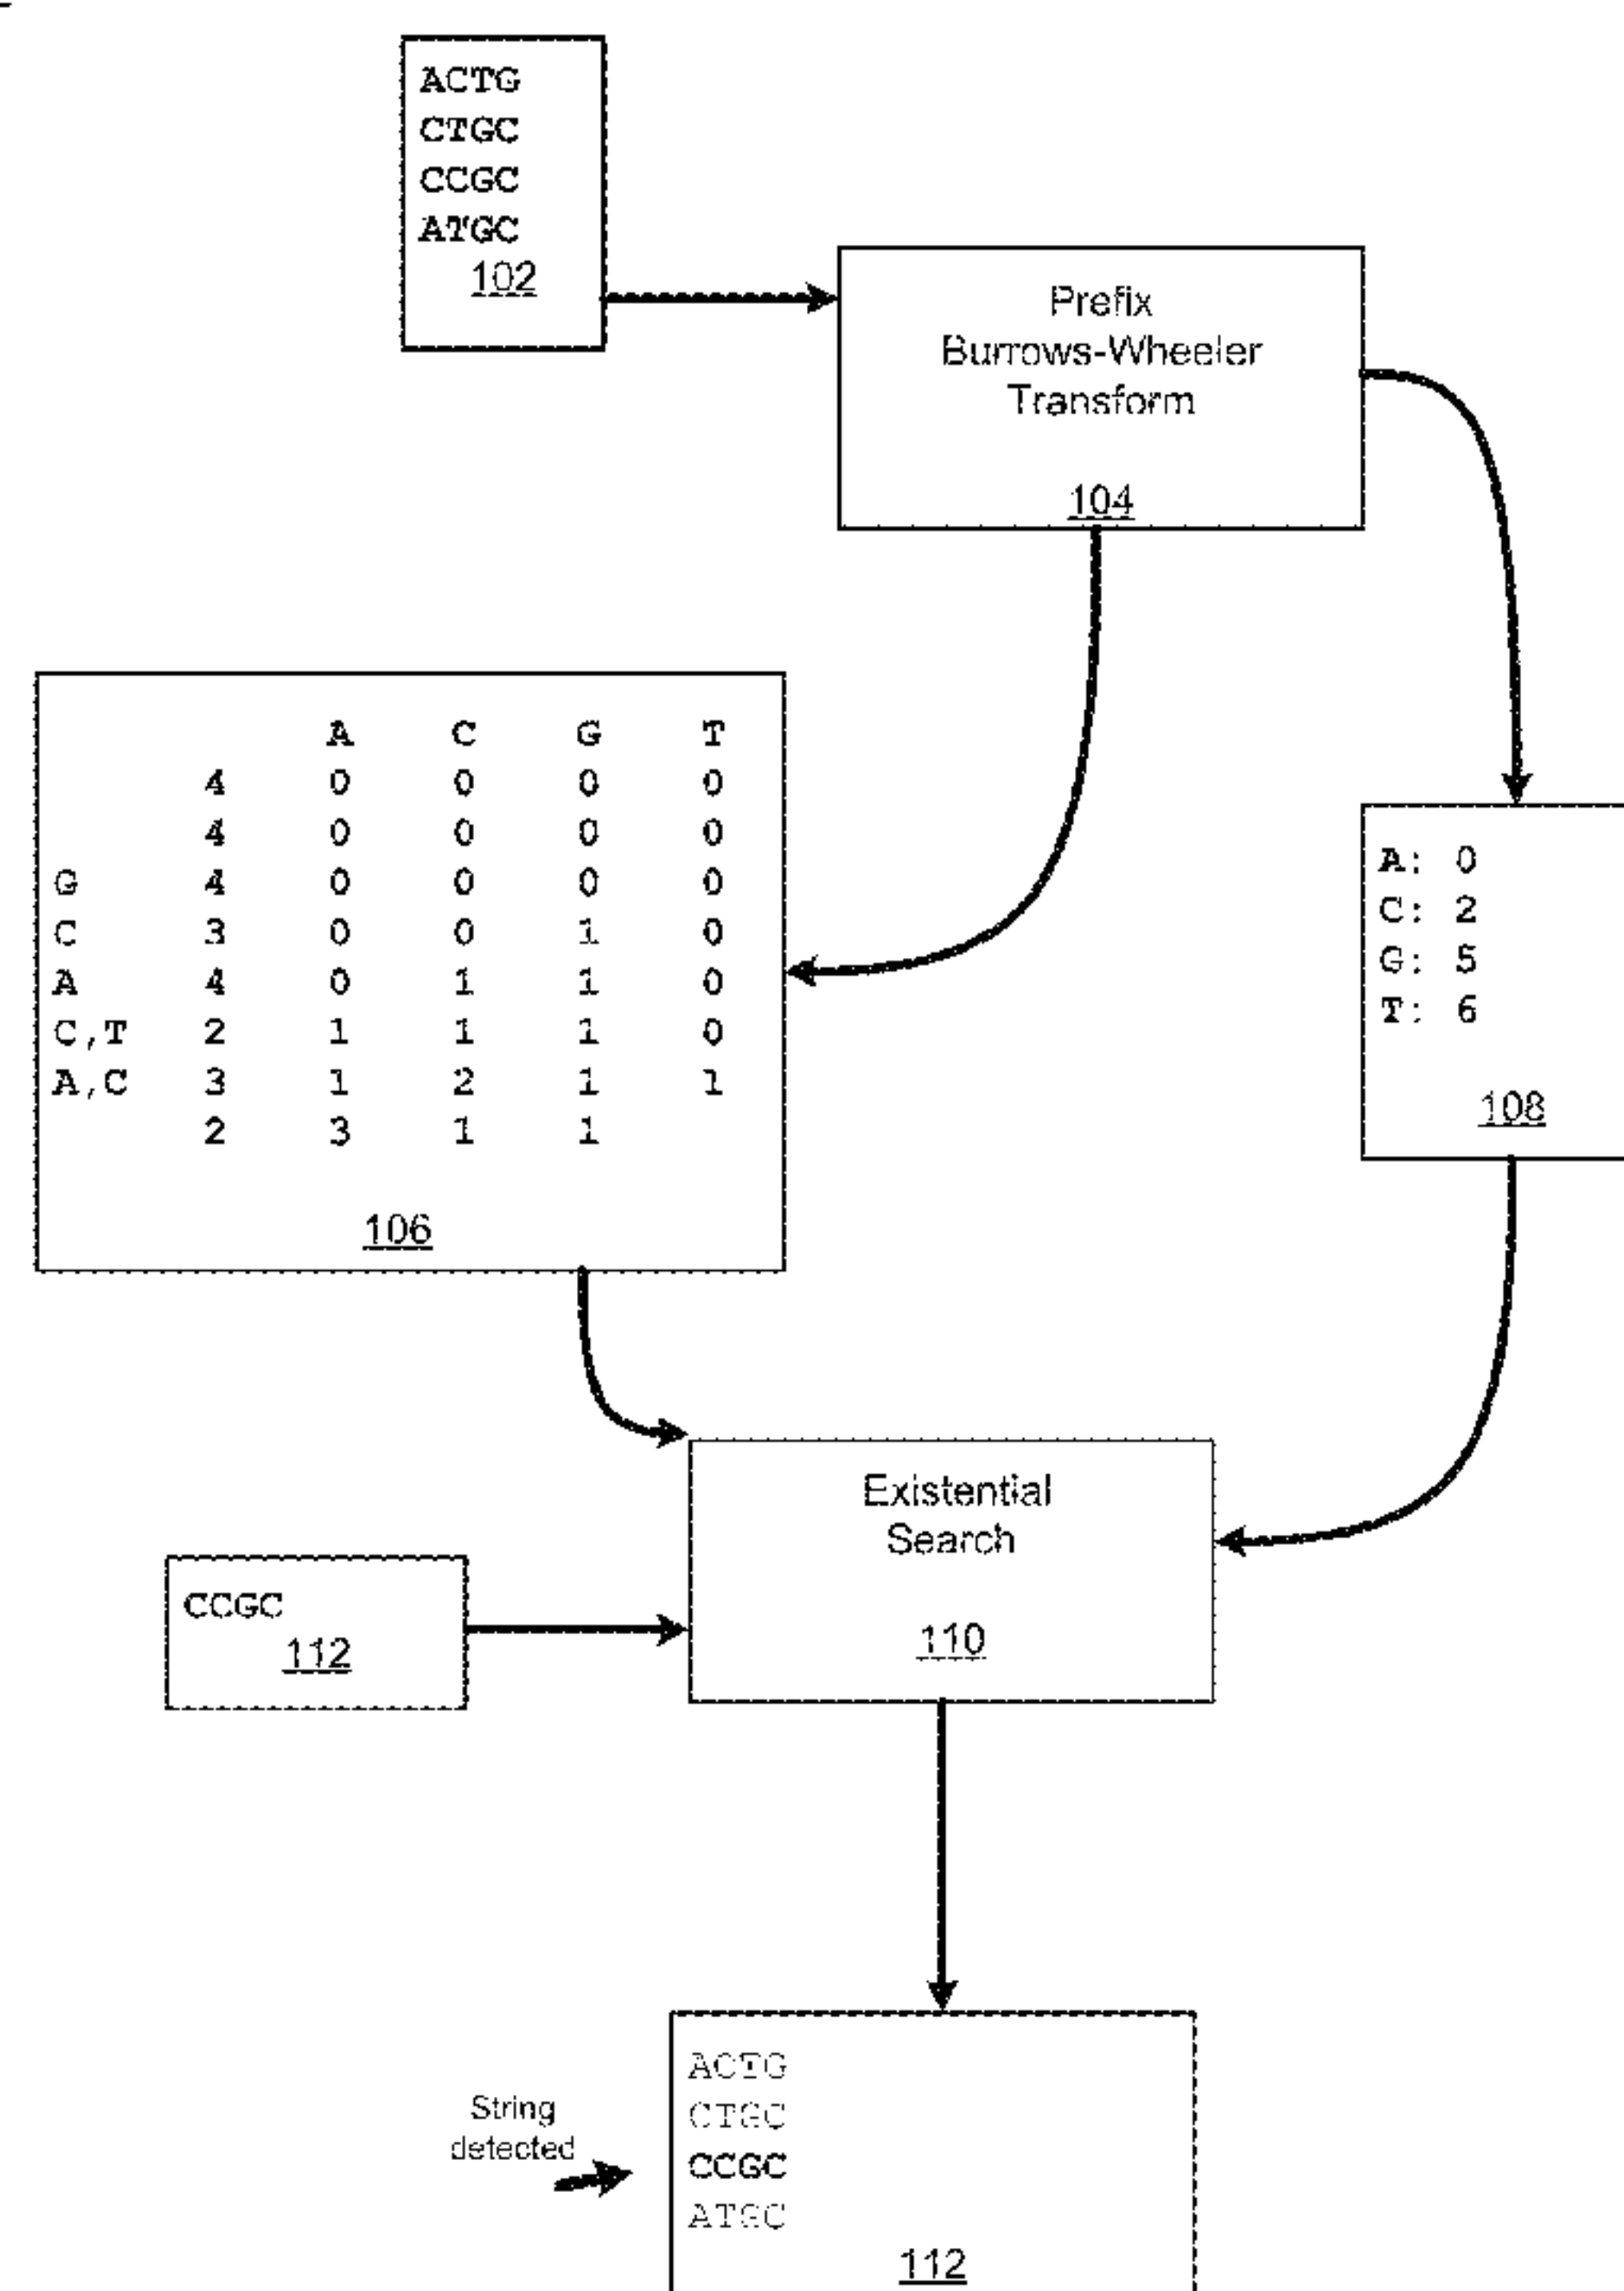 ACTG
CTGC
CCGC
ATGC
102
Prefix
Burrows-Wheeler
Transform
104
A C G T
4 0 0 0 0
4 0 0 0 0
G 4 0 0 0 0
C 3 0 0 1 0
A 4 0 1 1 0
C,T 2 1 1 1 0
A,C 3 1 2 1 1
2 3 1 1
106
A: 0
C: 2
G: 5
T: 6
108
Existential
Search
110
CCGC
112
String
detected
ACTG
CTGC
CCGC
ATGC
112